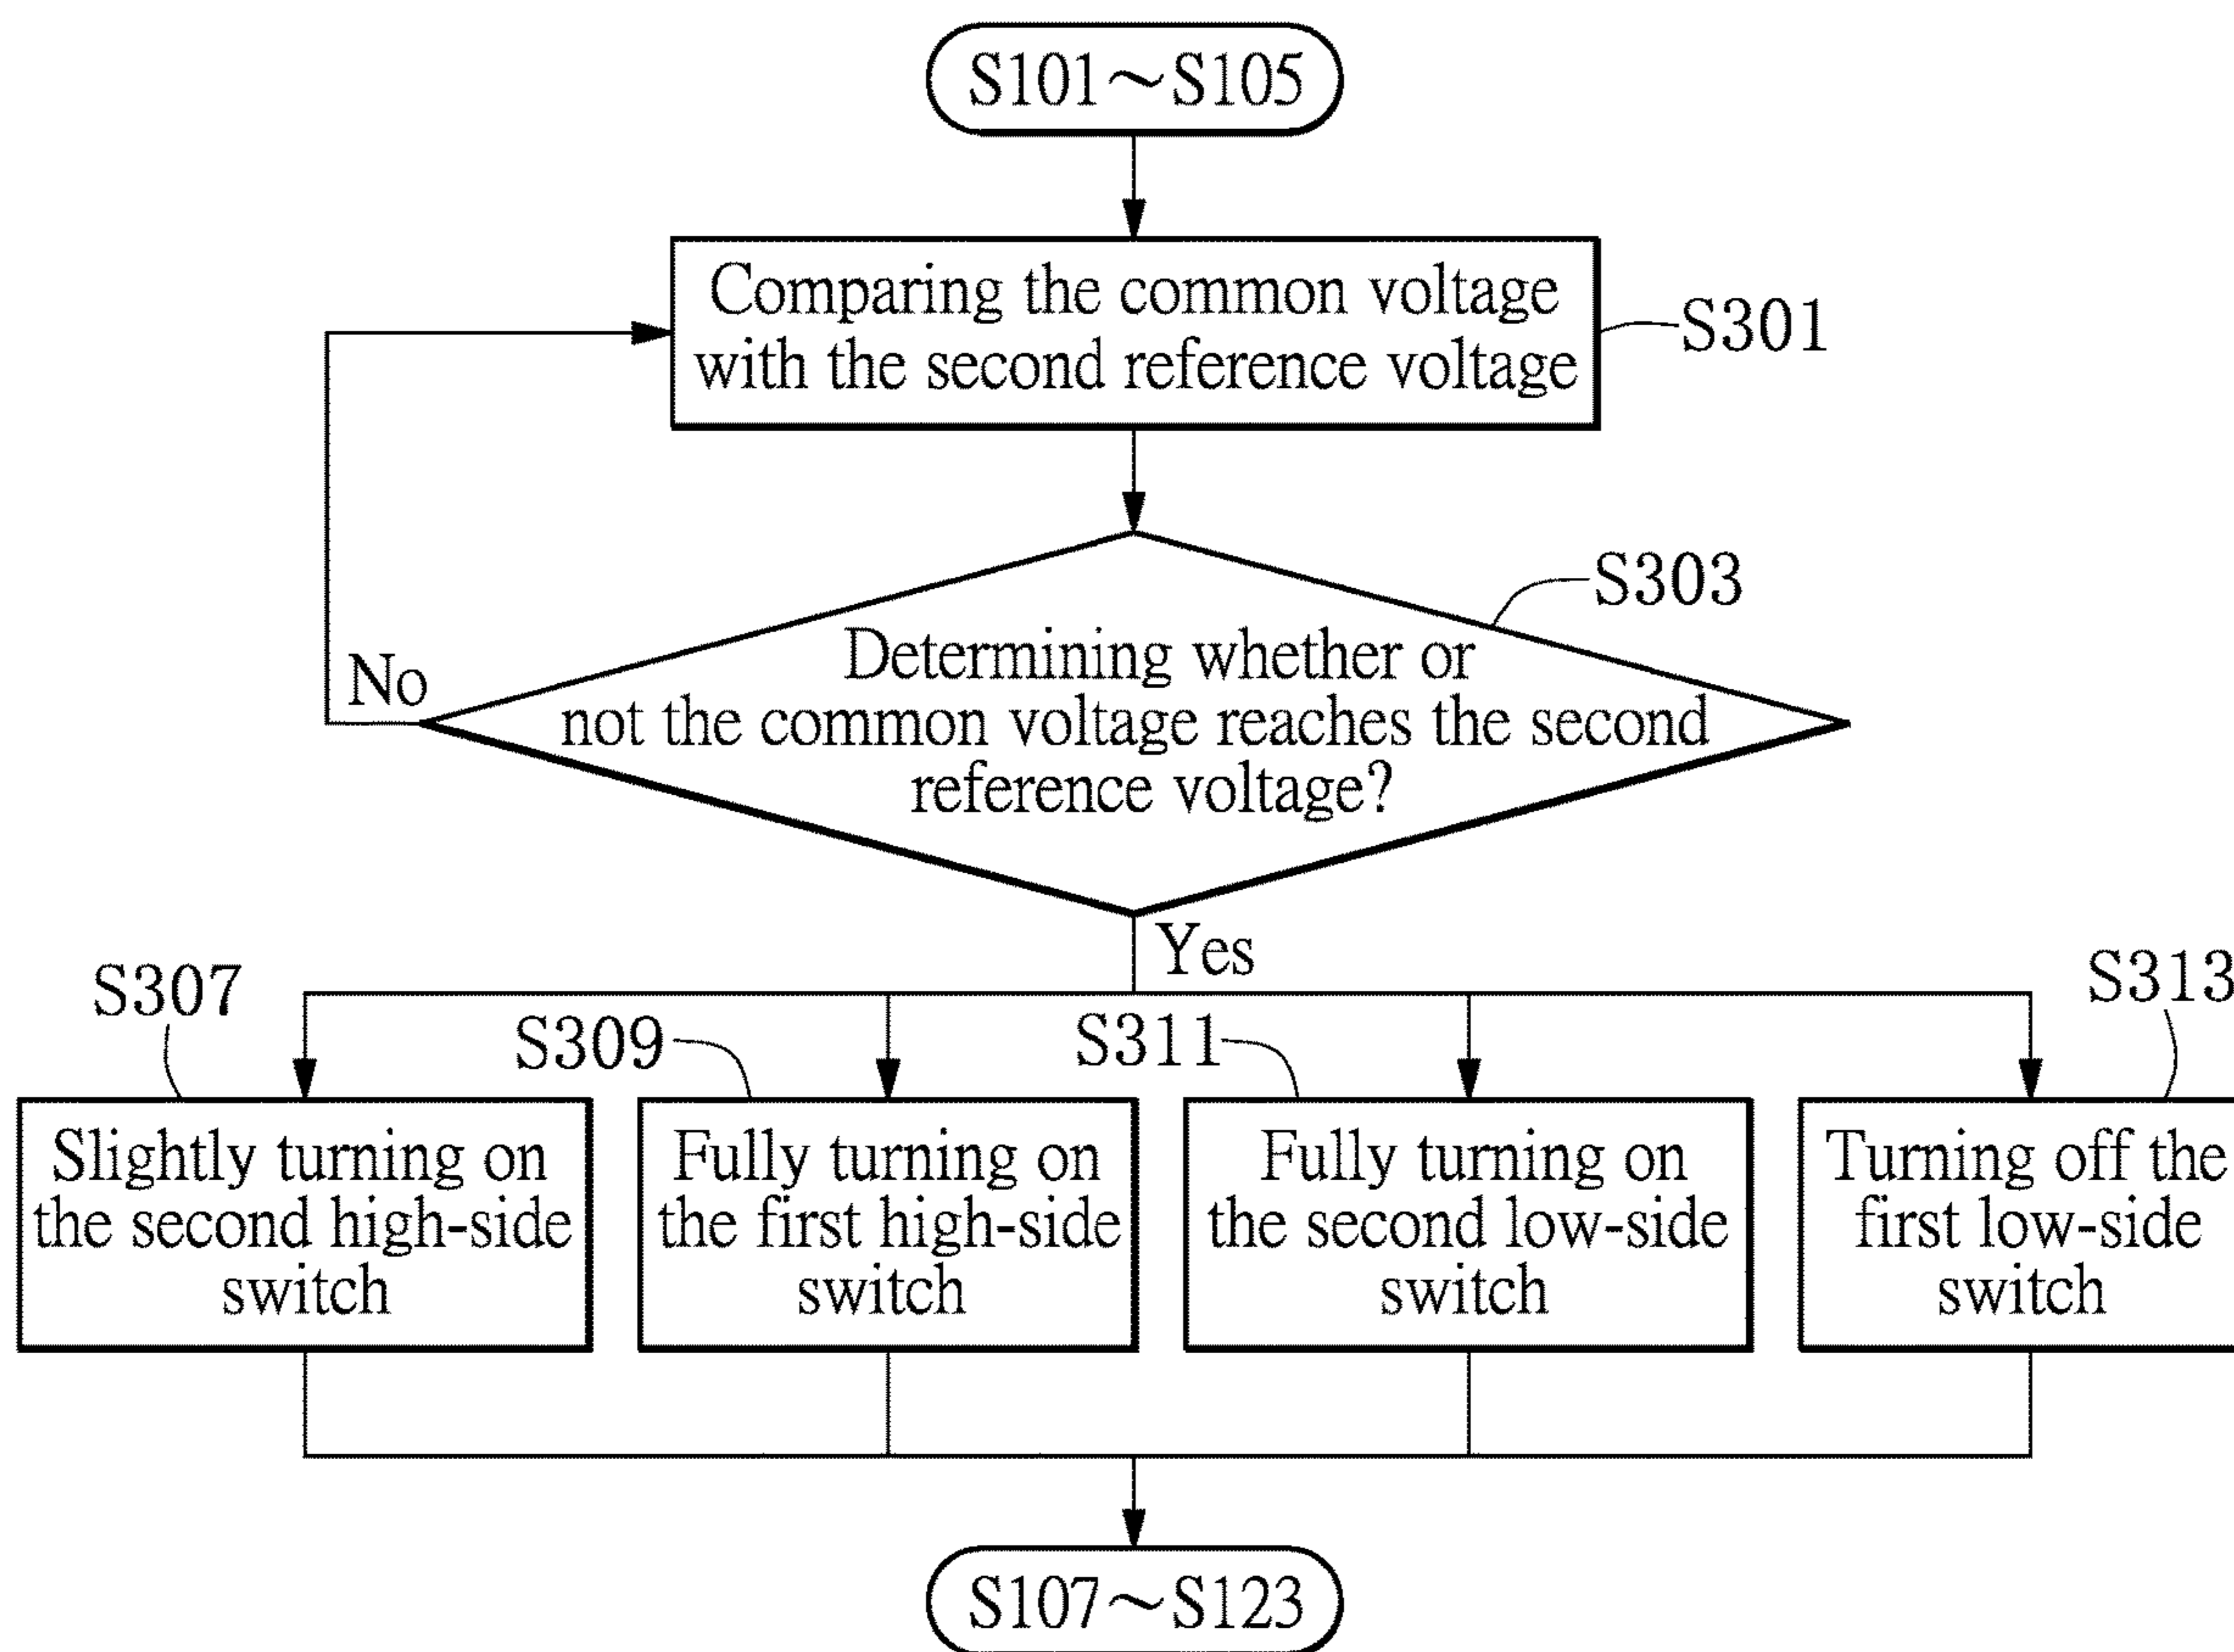 S101～S105
Comparing the common voltage
with the second reference voltage
S301
S303
Determining whether or
not the common voltage reaches the second
reference voltage?
No
Yes
S307
S309
S311
S313
Slightly turning on
the second high-side
switch
Fully turning on
the first high-side
switch
Fully turning on
the second low-side
switch
Turning off the
first low-side
switch
S107～S123